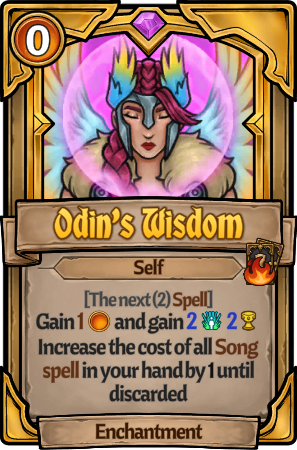 0
Odin's Wisdom
Self
[The next (2) Spell]
Gain 1 and gain 2 2
Increase the cost of all Song
spell in your hand by 1 until
discarded
Enchantment